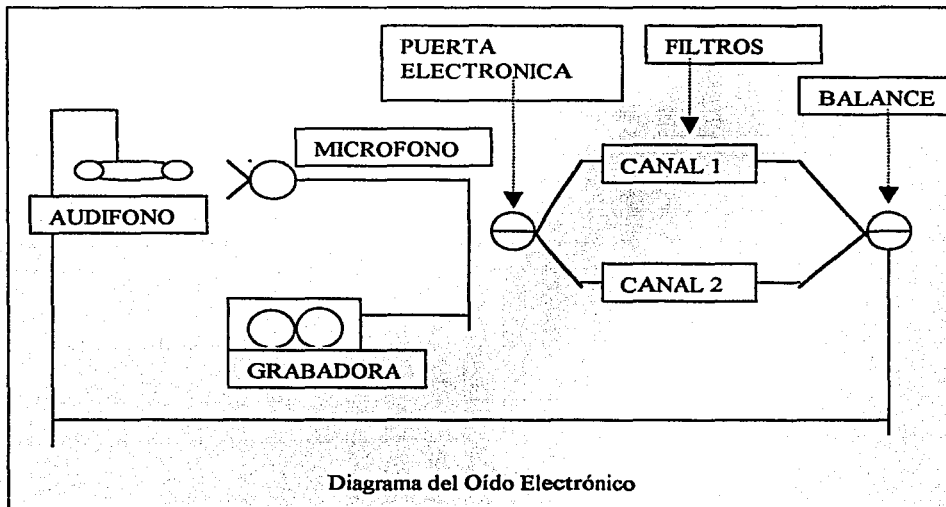 PUERTA
ELECTRONICA
FILTROS
BALANCE
MICROFONO
CANAL 1
AUDIFONO
CANAL 2
GRABADORA
Diagrama del Oído Electrónico